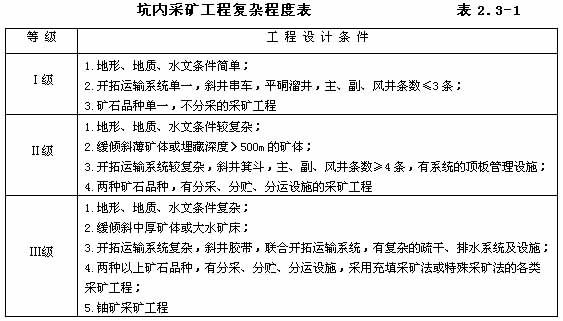 坑内采矿工程复杂程度表 表 2.3-1
等 级 工 程 设 计 条 件
Ⅰ级
1.地形、地质、水文条件简单；
2.开拓运输系统单一，斜井串车，平硐溜井，主、副、风井条数≤3条；
3.矿石品种单一，不分采的采矿工程
Ⅱ级
1.地形、地质、水文条件较复杂；
2.缓倾斜薄矿体或埋藏深度>500m的矿体；
3.开拓运输系统较复杂，斜井箕斗，主、副、风井条数≥4条，有系统的顶板管理设施；
4.两种矿石品种，有分采、分贮、分运设施的采矿工程
Ⅲ级
1.地形、地质、水文条件复杂；
2.缓倾斜中厚矿体或大水矿床；
3.开拓运输系统复杂，斜井胶带，联合开拓运输系统，有复杂的疏干、排水系统及设施；
4.两种以上矿石品种，有分采、分贮、分运设施，采用充填采矿法或特殊采矿法的各类
采矿工程；
5.铀矿采矿工程